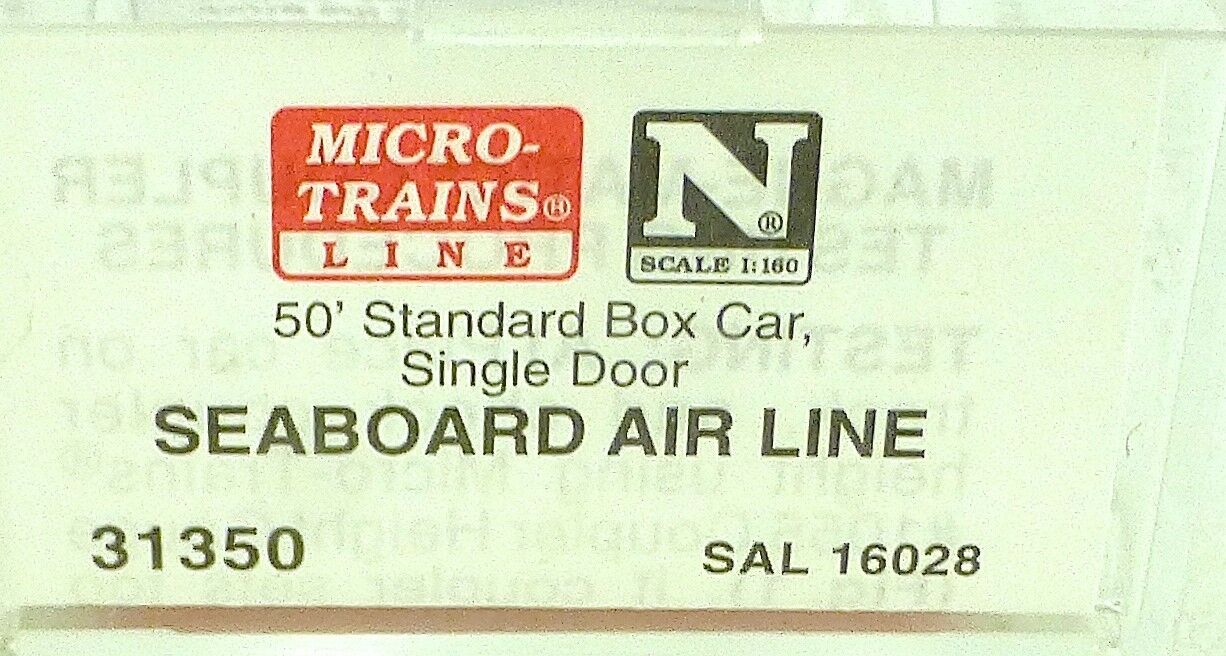 MICRO-
TRAINS®
LINE
N®
SCALE 1:160
50' Standard Box Car,
Single Door
SEABOARD AIR LINE
31350
SAL 16028